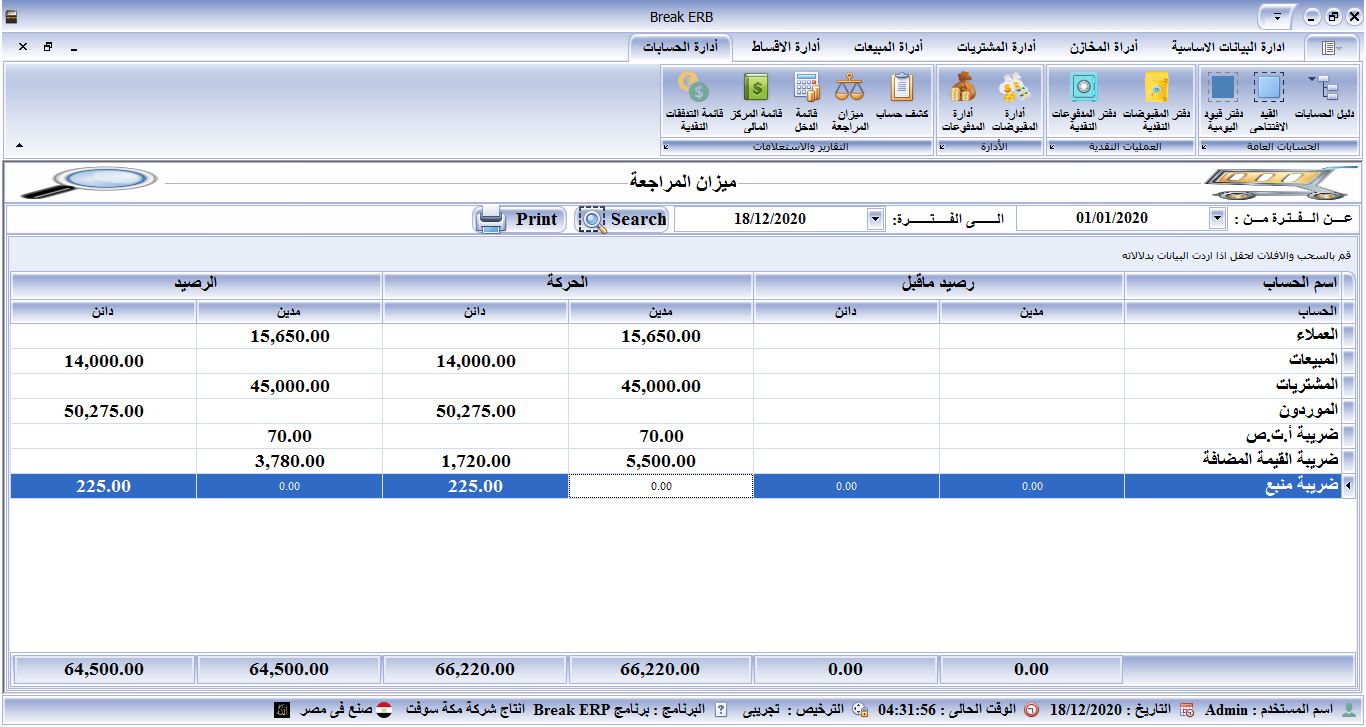 Break ERB
ادارة البيانات الاساسية أدراة المخازن أدارة المشتريات أدراة المبيعات أدارة الاقساط أدارة الحسابات
دليل الحسابات القيد الافتتاحى دفتر قيود اليومية دفتر المقبوضات النقدية دفتر المدفوعات النقدية أدارة المقبوضات أدارة المدفوعات كشف حساب ميزان المراجعة قائمة الدخل قائمة المركز المالى قائمة التدفقات النقدية
الحسابات العامة العمليات النقدية الأدارة التقارير والاستعلامات
ميزان المراجعة
عــن الــفــترة مــن : 01/01/2020 الــــى الفـــتــــــرة: 18/12/2020 Search Print
قم بالسحب والافلات لحقل اذا اردت البيانات بدلالاته
اسم الحساب رصيد ماقبل الحركة الرصيد
الحساب مدين دائن مدين دائن مدين دائن
العملاء 15,650.00 15,650.00
المبيعات 14,000.00 14,000.00
المشتريات 45,000.00 45,000.00
الموردون 50,275.00 50,275.00
ضريبة أ.ت.ص 70.00 70.00
ضريبة القيمة المضافة 5,500.00 1,720.00 3,780.00
ضريبة منبع 0.00 0.00 0.00 225.00 0.00 225.00
0.00 0.00 66,220.00 66,220.00 64,500.00 64,500.00
اسم المستخدم : Admin التاريخ : 18/12/2020 الوقت الحالى : 04:31:56 الترخيص : تجريبى البرنامج : برنامج Break ERP انتاج شركة مكة سوفت صنع فى مصر